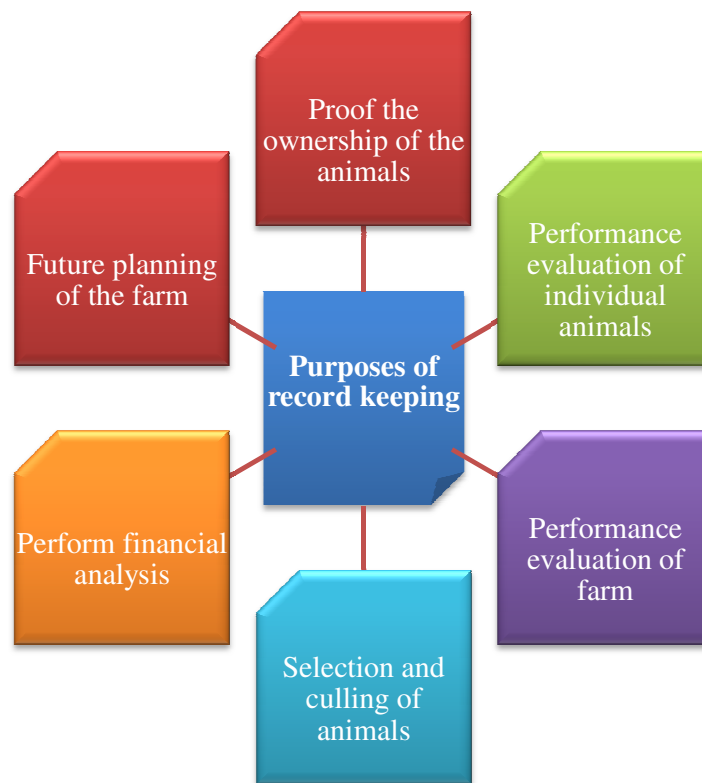 Proof the
ownership of the
animals
Future planning
of the farm
Performance
evaluation of
individual
animals
Purposes of
record keeping
Perform financial
analysis
Performance
evaluation of
farm
Selection and
culling of
animals